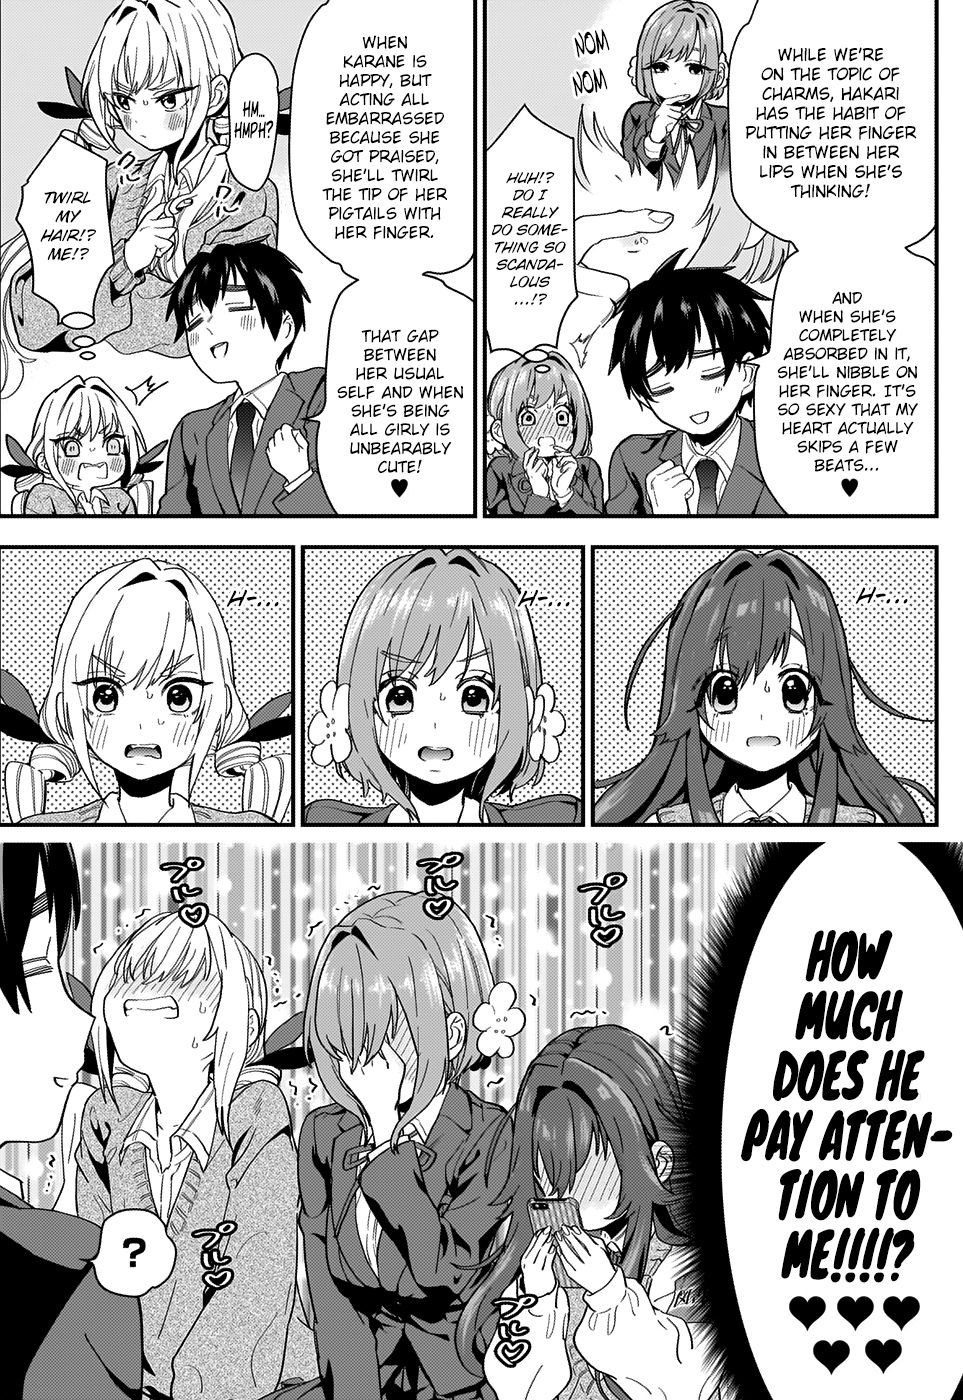 WHILE WE'RE
ON THE TOPIC OF
CHARMS, HAKARI
HAS THE HABIT OF
PUTTING HER FINGER
IN BETWEEN HER
LIPS WHEN SHE'S
THINKING!
NOM
NOM
HUH!?
DO I
REALLY
DO SOME-
THING SO
SCANDA-
LOUS
...!?
AND
WHEN SHE'S
COMPLETELY
ABSORBED IN IT,
SHE'LL NIBBLE ON
HER FINGER. IT'S
SO SEXY THAT MY
HEART ACTUALLY
SKIPS A FEW
BEATS...
♥
WHEN
KARANE IS
HAPPY, BUT
ACTING ALL
EMBARRASSED
BECAUSE SHE
GOT PRAISED,
SHE'LL TWIRL
THE TIP OF HER
PIGTAILS WITH
HER FINGER.
HM...
HMPH?
TWIRL
MY
HAIR!?
ME!?
THAT GAP
BETWEEN
HER USUAL
SELF AND WHEN
SHE'S BEING
ALL GIRLY IS
UNBEARABLY
CUTE!
♥
H-...
H-...
H-...
HOW
MUCH
DOES HE
PAY ATTEN-
TION TO
ME!!!!?
♥♥♥
♥♥
プルル♡
プルル♡
プルル♡
プルル♡
プルル♡
?